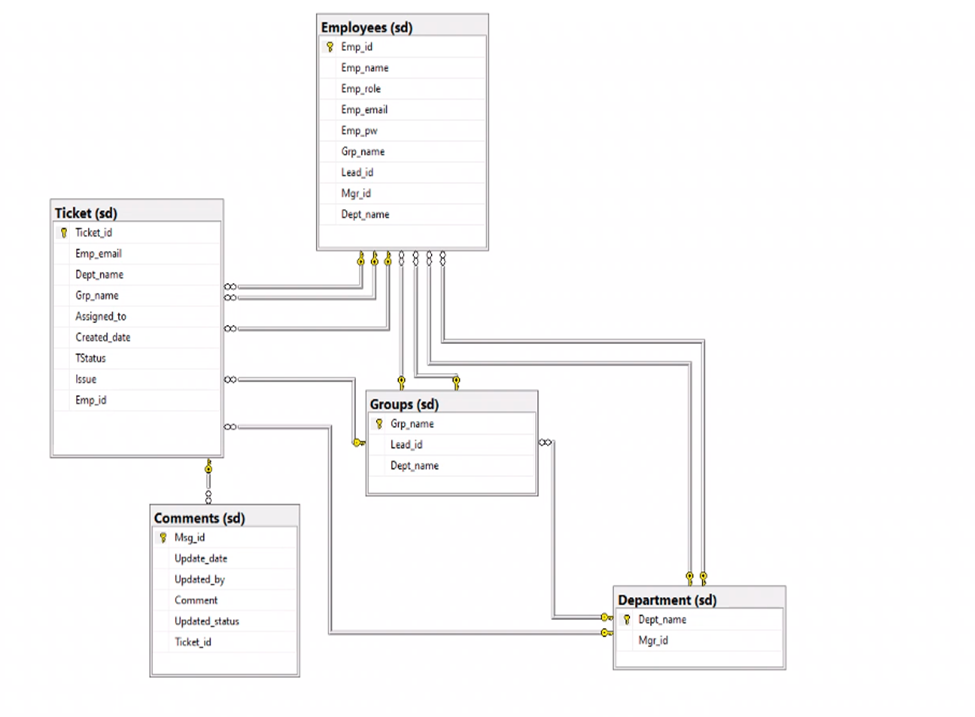 Employees (sd)
Emp_id
Emp_name
Emp_role
Emp_email
Emp_pw
Grp_name
Lead_id
Mgr_id
Dept_name
Ticket (sd)
Ticket_id
Emp_email
Dept_name
Grp_name
Assigned_to
Created_date
TStatus
Issue
Emp_id
Groups (sd)
Grp_name
Lead_id
Dept_name
Comments (sd)
Msg_id
Update_date
Updated_by
Comment
Updated_status
Ticket_id
Department (sd)
Dept_name
Mgr_id